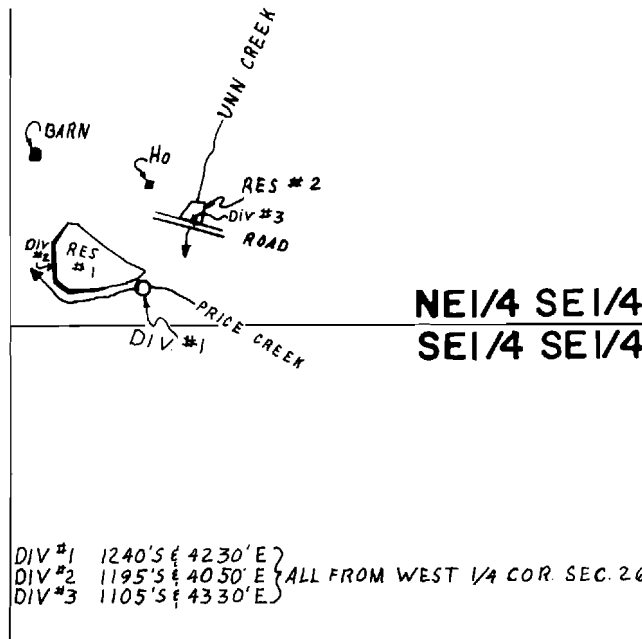 UNN CREEK
BARN
HO
RES # 2
DIV #3
ROAD
DIV #2
RES #1
PRICE CREEK
DIV. #1
NE1/4 SE1/4
SE1/4 SE1/4
DIV #1 1240'S & 4230'E
DIV #2 1195'S & 4050'E } ALL FROM WEST 1/4 COR. SEC. 26
DIV #3 1105'S & 4330'E